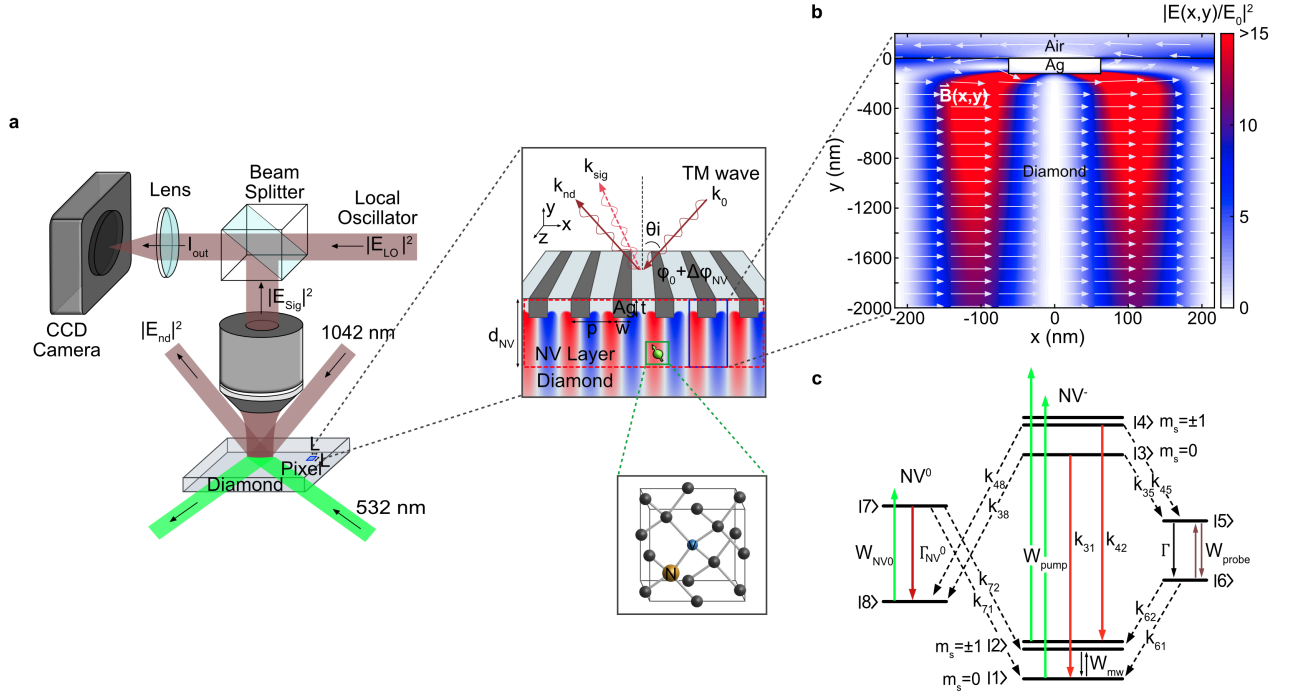 a
Lens
Beam
Splitter
Local
Oscillator
I_out
|E_LO|²
|E_Sig|²
CCD
Camera
|E_nd|²
1042 nm
L
L
Pixel
Diamond
532 nm
k_nd
k_sig
TM wave
k_0
y
x
z
θi
φ_0+Δφ_NV
Ag
t
p
w
d_NV
NV Layer
Diamond
V
N
b
|E(x,y)/E_0|²
>15
10
5
0
Air
Ag
B⃗(x,y)
Diamond
y (nm)
0
-400
-800
-1200
-1600
-2000
-200
-100
0
100
200
x (nm)
c
NV⁻
|4⟩ m_s=±1
|3⟩ m_s=0
k_48
k_38
k_35
k_45
NV⁰
|7⟩
|5⟩
W_NV0
Γ_NV⁰
W_pump
k_31
k_42
Γ
W_probe
|8⟩
|6⟩
k_72
k_71
k_62
k_61
m_s=±1 |2⟩
W_mw
m_s=0 |1⟩